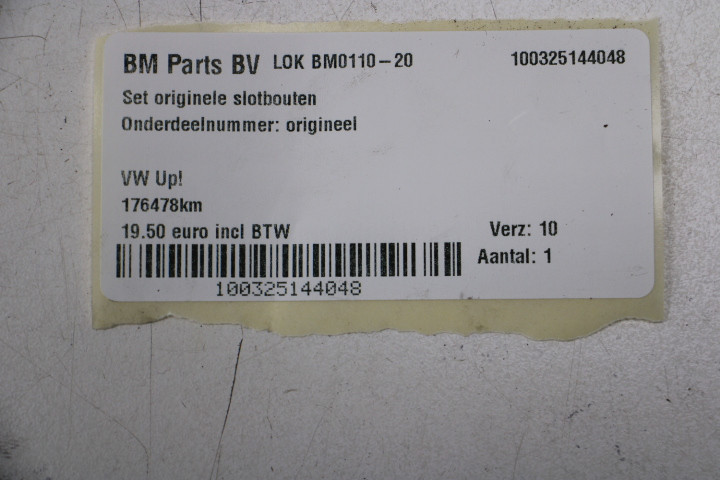 BM Parts BV LOK BM0110-20 100325144048
Set originele slotbouten
Onderdeelnummer: origineel
VW Up!
176478km
19.50 euro incl BTW Verz: 10
Aantal: 1
100325144048